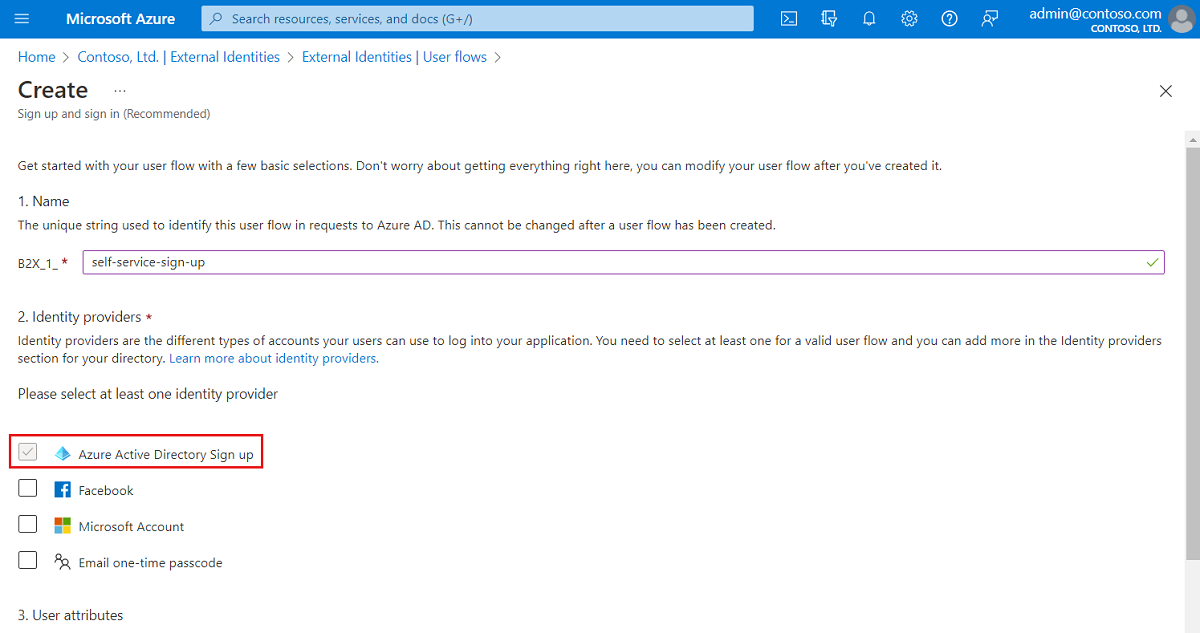 Microsoft Azure
Search resources, services, and docs (G+/)
admin@contoso.com
CONTOSO, LTD.
Home > Contoso, Ltd. | External Identities > External Identities | User flows >
Create ...
Sign up and sign in (Recommended)
Get started with your user flow with a few basic selections. Don't worry about getting everything right here, you can modify your user flow after you've created it.
1. Name
The unique string used to identify this user flow in requests to Azure AD. This cannot be changed after a user flow has been created.
B2X_1_ * self-service-sign-up
2. Identity providers *
Identity providers are the different types of accounts your users can use to log into your application. You need to select at least one for a valid user flow and you can add more in the Identity providers
section for your directory. Learn more about identity providers.
Please select at least one identity provider
Azure Active Directory Sign up
Facebook
Microsoft Account
Email one-time passcode
3. User attributes